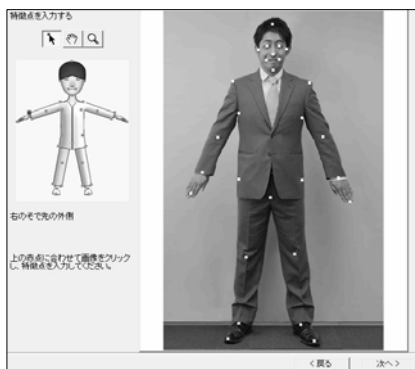 特徴点を入力する
右のそで先の外側
上の赤点に合わせて画像をクリック
し、特徴点を入力してください。
< 戻る
次へ >